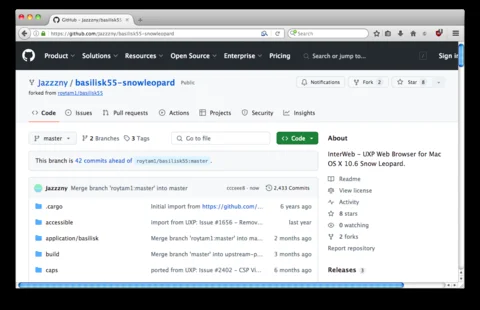 GitHub - Jazzzny/basilisk55-
https://github.com/Jazzzny/basilisk55-snowleopard
Search
Product Solutions Resources Open Source Enterprise Pricing Search or jump to... Sign in
Jazzzny / basilisk55-snowleopard Public
Notifications Fork 2 Star 8
forked from roytam1/basilisk55
Code Issues Pull requests Actions Projects Security Insights
master 2 Branches 3 Tags Go to file Code
This branch is 42 commits ahead of roytam1/basilisk55:master.
Jazzzny Merge branch 'roytam1:master' into master now 2,433 Commits
.cargo Initial import from https://github.com/... 6 years ago
accessible import from UXP: Issue #1656 - Remov... last year
application/basilisk Merge branch 'roytam1:master' into ma... 2 months ago
build Merge branch 'master' into upstream-p... 3 months ago
caps ported from UXP: Issue #2402 - CSP Vi... 6 months ago
About
InterWeb - UXP Web Browser for Mac
OS X 10.6 Snow Leopard.
Readme
View license
Activity
8 stars
0 watching
2 forks
Report repository
Releases 3